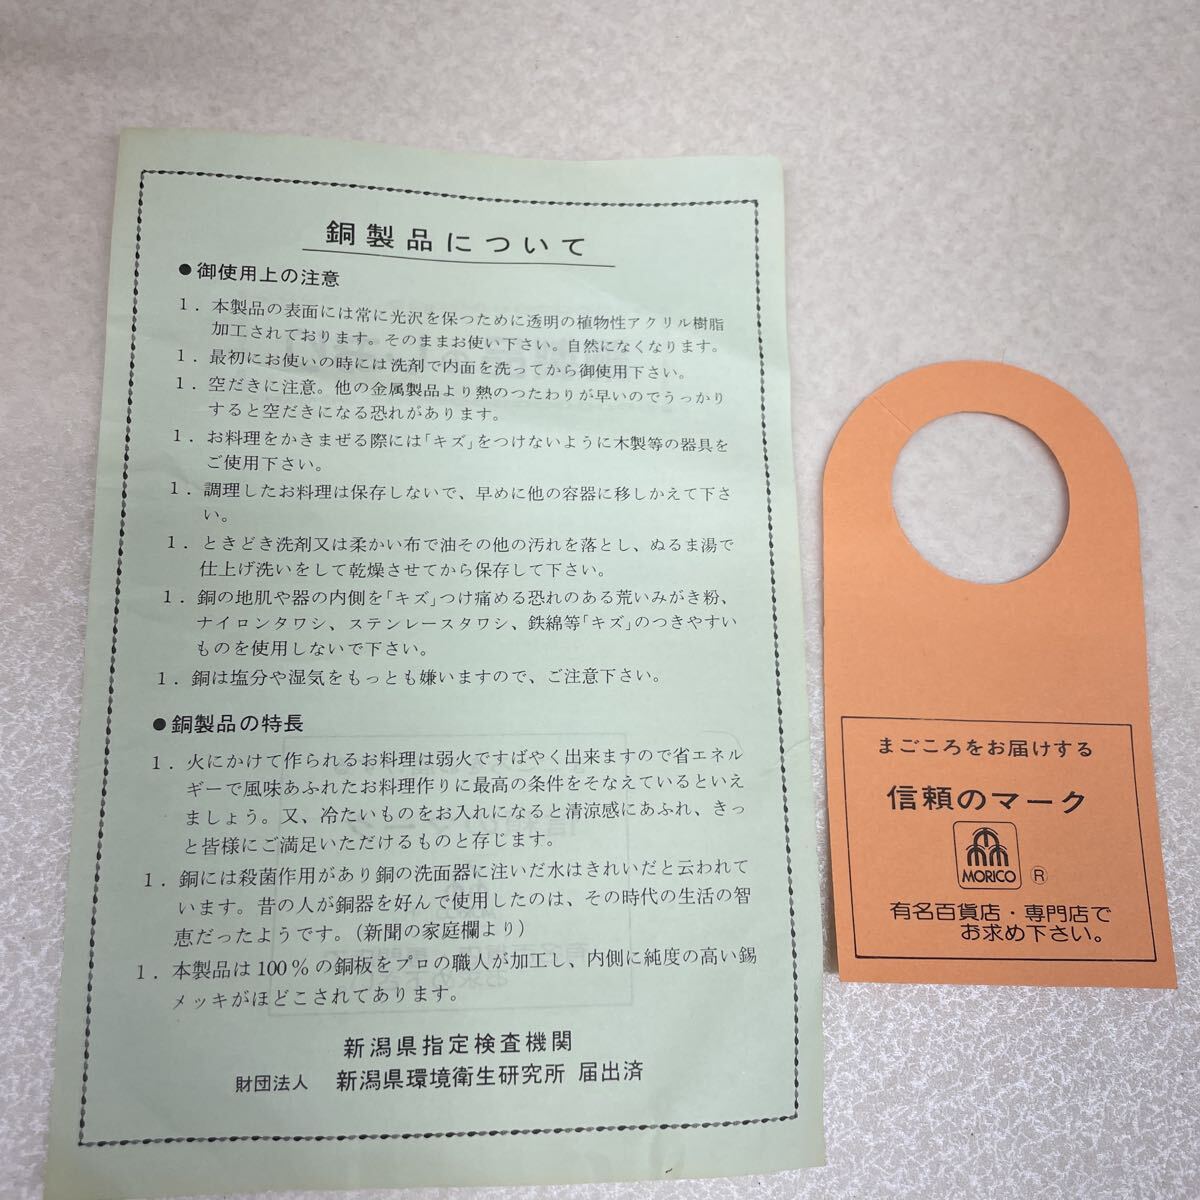 銅製品について
●御使用上の注意
1．本製品の表面には常に光沢を保つために透明の植物性アクリル樹脂
加工されております。そのままお使い下さい。自然になくなります。
1．最初にお使いの時には洗剤で内面を洗ってから御使用下さい。
1．空だきに注意。他の金属製品より熱のつたわりが早いのでうっかり
すると空だきになる恐れがあります。
1．お料理をかきまぜる際には「キズ」をつけないように木製等の器具を
ご使用下さい。
1．調理したお料理は保存しないで、早めに他の容器に移しかえて下さ
い。
1．ときどき洗剤又は柔かい布で油その他の汚れを落とし、ぬるま湯で
仕上げ洗いをして乾燥させてから保存して下さい。
1．銅の地肌や器の内側を「キズ」つけ痛める恐れのある荒いみがき粉、
ナイロンタワシ、ステンレースタワシ、鉄綿等「キズ」のつきやすい
ものを使用しないで下さい。
1．銅は塩分や湿気をもっとも嫌いますので、ご注意下さい。
●銅製品の特長
1．火にかけて作られるお料理は弱火ですばやく出来ますので省エネル
ギーで風味あふれたお料理作りに最高の条件をそなえているといえ
ましょう。又、冷たいものをお入れになると清涼感にあふれ、きっ
と皆様にご満足いただけるものと存じます。
1．銅には殺菌作用があり銅の洗面器に注いだ水はきれいだと云われて
います。昔の人が銅器を好んで使用したのは、その時代の生活の智
恵だったようです。（新聞の家庭欄より）
1．本製品は100％の銅板をプロの職人が加工し、内側に純度の高い錫
メッキがほどこされてあります。
新潟県指定検査機関
財団法人 新潟県環境衛生研究所 届出済
まごころをお届けする
信頼のマーク
MORICO ®
有名百貨店・専門店で
お求め下さい。